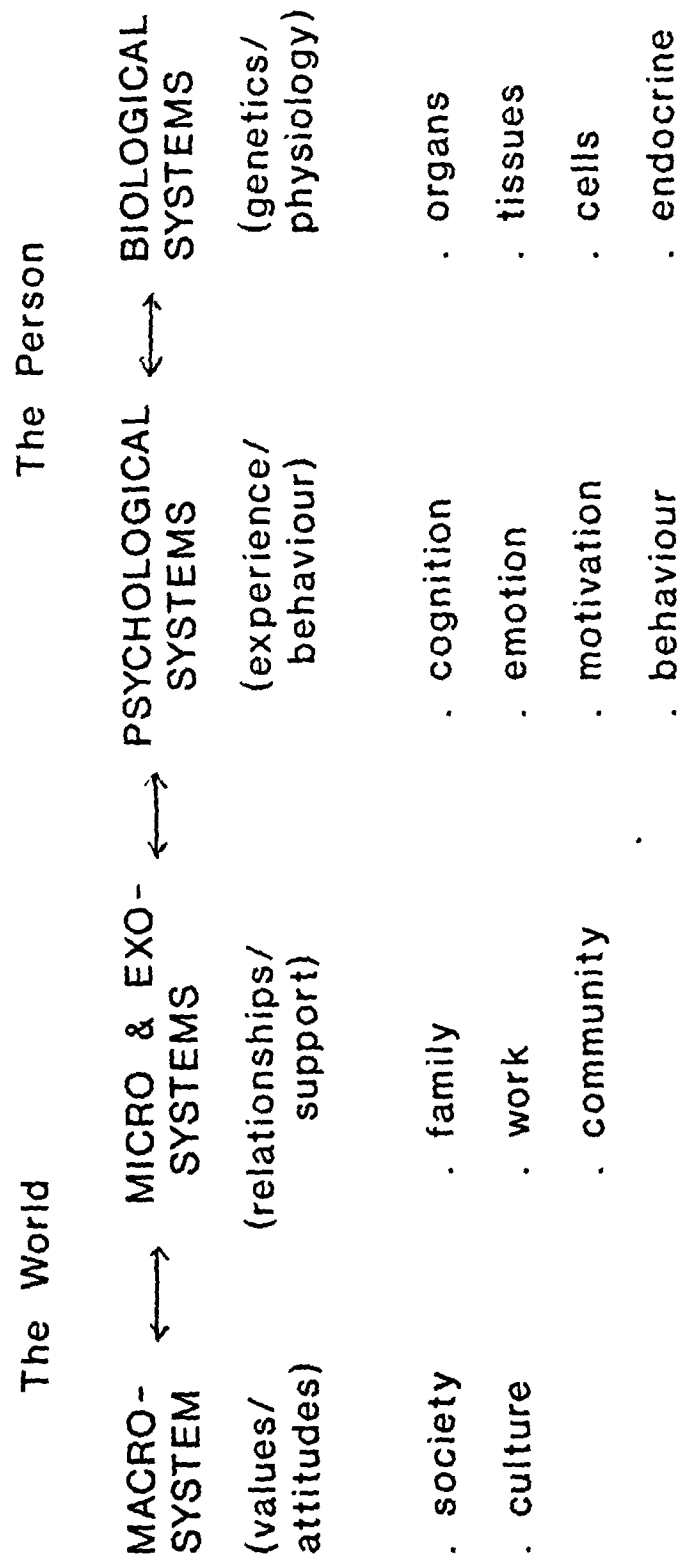 The World
The Person
MACRO-
SYSTEM
(values/
attitudes)
. society
. culture
⟷
MICRO & EXO-
SYSTEMS
(relationships/
support)
. family
. work
. community
⟷
PSYCHOLOGICAL
SYSTEMS
(experience/
behaviour)
. cognition
. emotion
. motivation
. behaviour
⟷
BIOLOGICAL
SYSTEMS
(genetics/
physiology)
. organs
. tissues
. cells
. endocrine